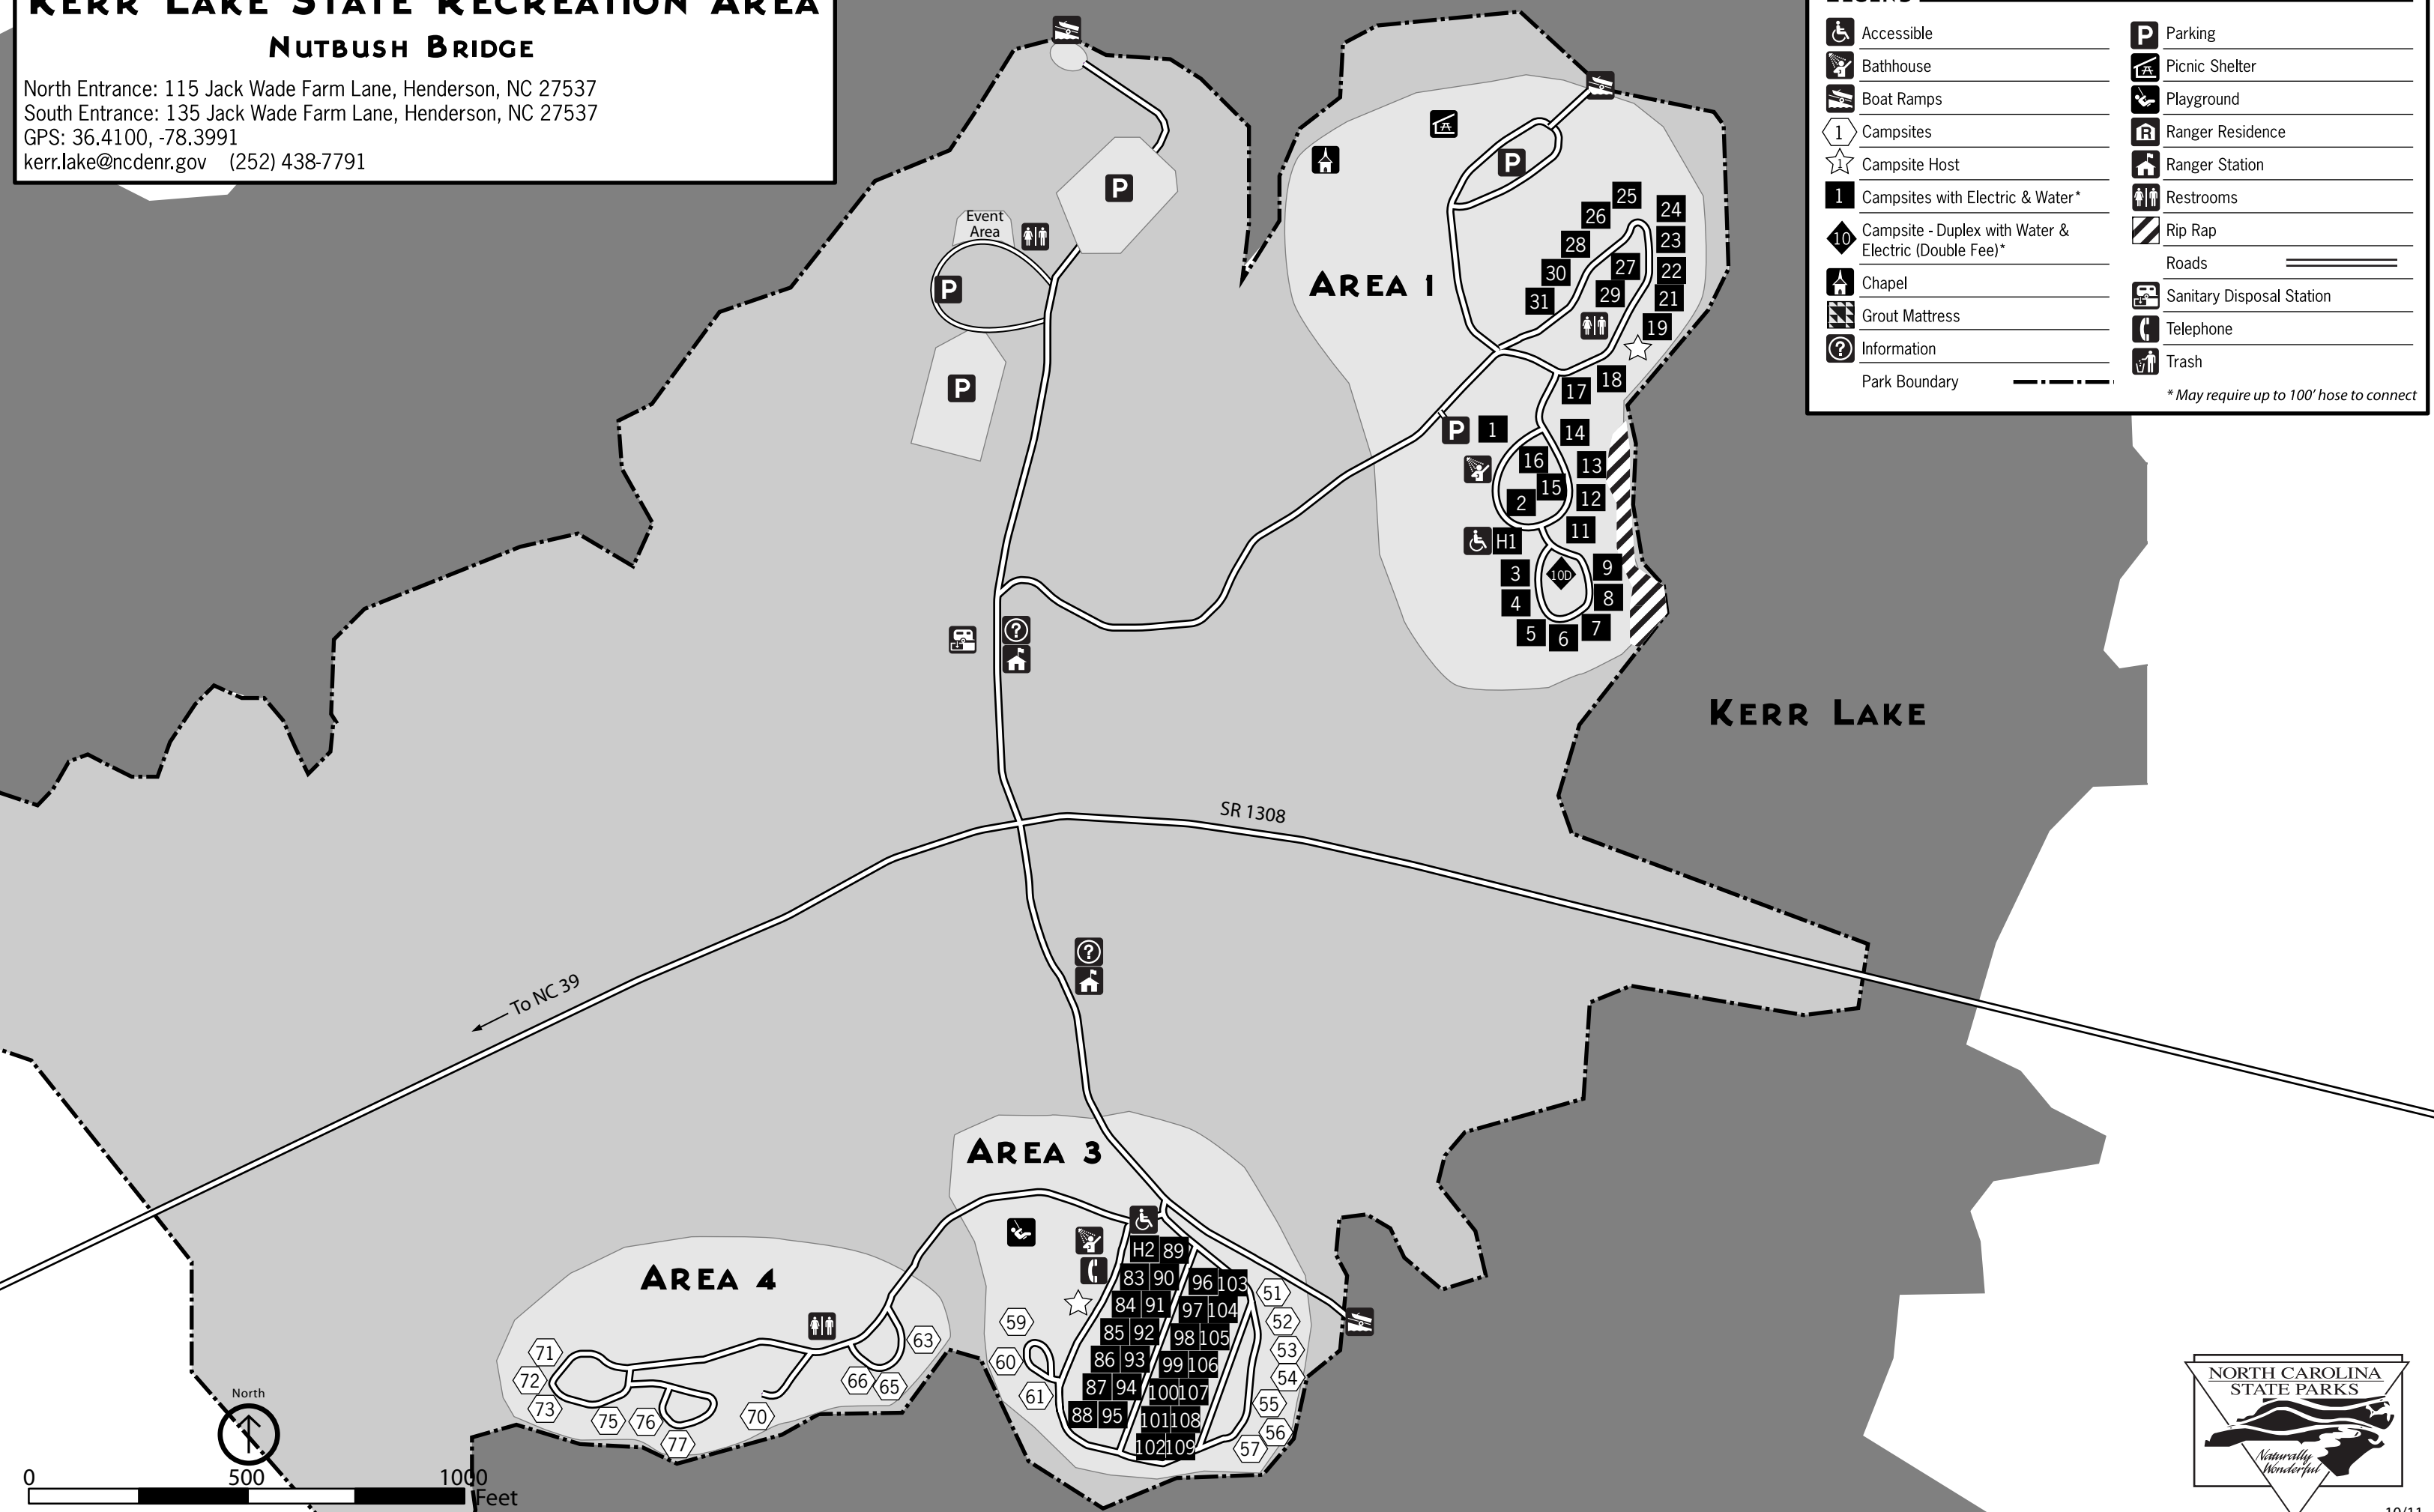 KERR LAKE STATE RECREATION AREA
NUTBUSH BRIDGE
North Entrance: 115 Jack Wade Farm Lane, Henderson, NC 27537
South Entrance: 135 Jack Wade Farm Lane, Henderson, NC 27537
GPS: 36.4100, -78.3991
kerr.lake@ncdenr.gov (252) 438-7791
LEGEND
Accessible
Bathhouse
Boat Ramps
1 Campsites
1 Campsite Host
1 Campsites with Electric & Water*
10 Campsite - Duplex with Water &
Electric (Double Fee)*
Chapel
Grout Mattress
? Information
Park Boundary
P Parking
Picnic Shelter
Playground
R Ranger Residence
Ranger Station
Restrooms
Rip Rap
Roads
Sanitary Disposal Station
Telephone
Trash
* May require up to 100' hose to connect
P
Event
Area
P
P
P
AREA 1
25
24
26
23
28
27
22
30
29
21
31
19
18
17
P
1
14
16
13
15
12
2
11
H1
3
10D
9
4
8
5
6
7
?
KERR LAKE
SR 1308
To NC 39
?
AREA 3
H2 89
83 90
96 103
84 91
97 104
85 92
98 105
86 93
99 106
87 94
100 107
88 95
101 108
102 109
51
52
53
54
55
56
57
59
60
61
AREA 4
63
65
66
70
71
72
73
75
76
77
North
0 500 1000
Feet
NORTH CAROLINA
STATE PARKS
Naturally
Wonderful
10/11